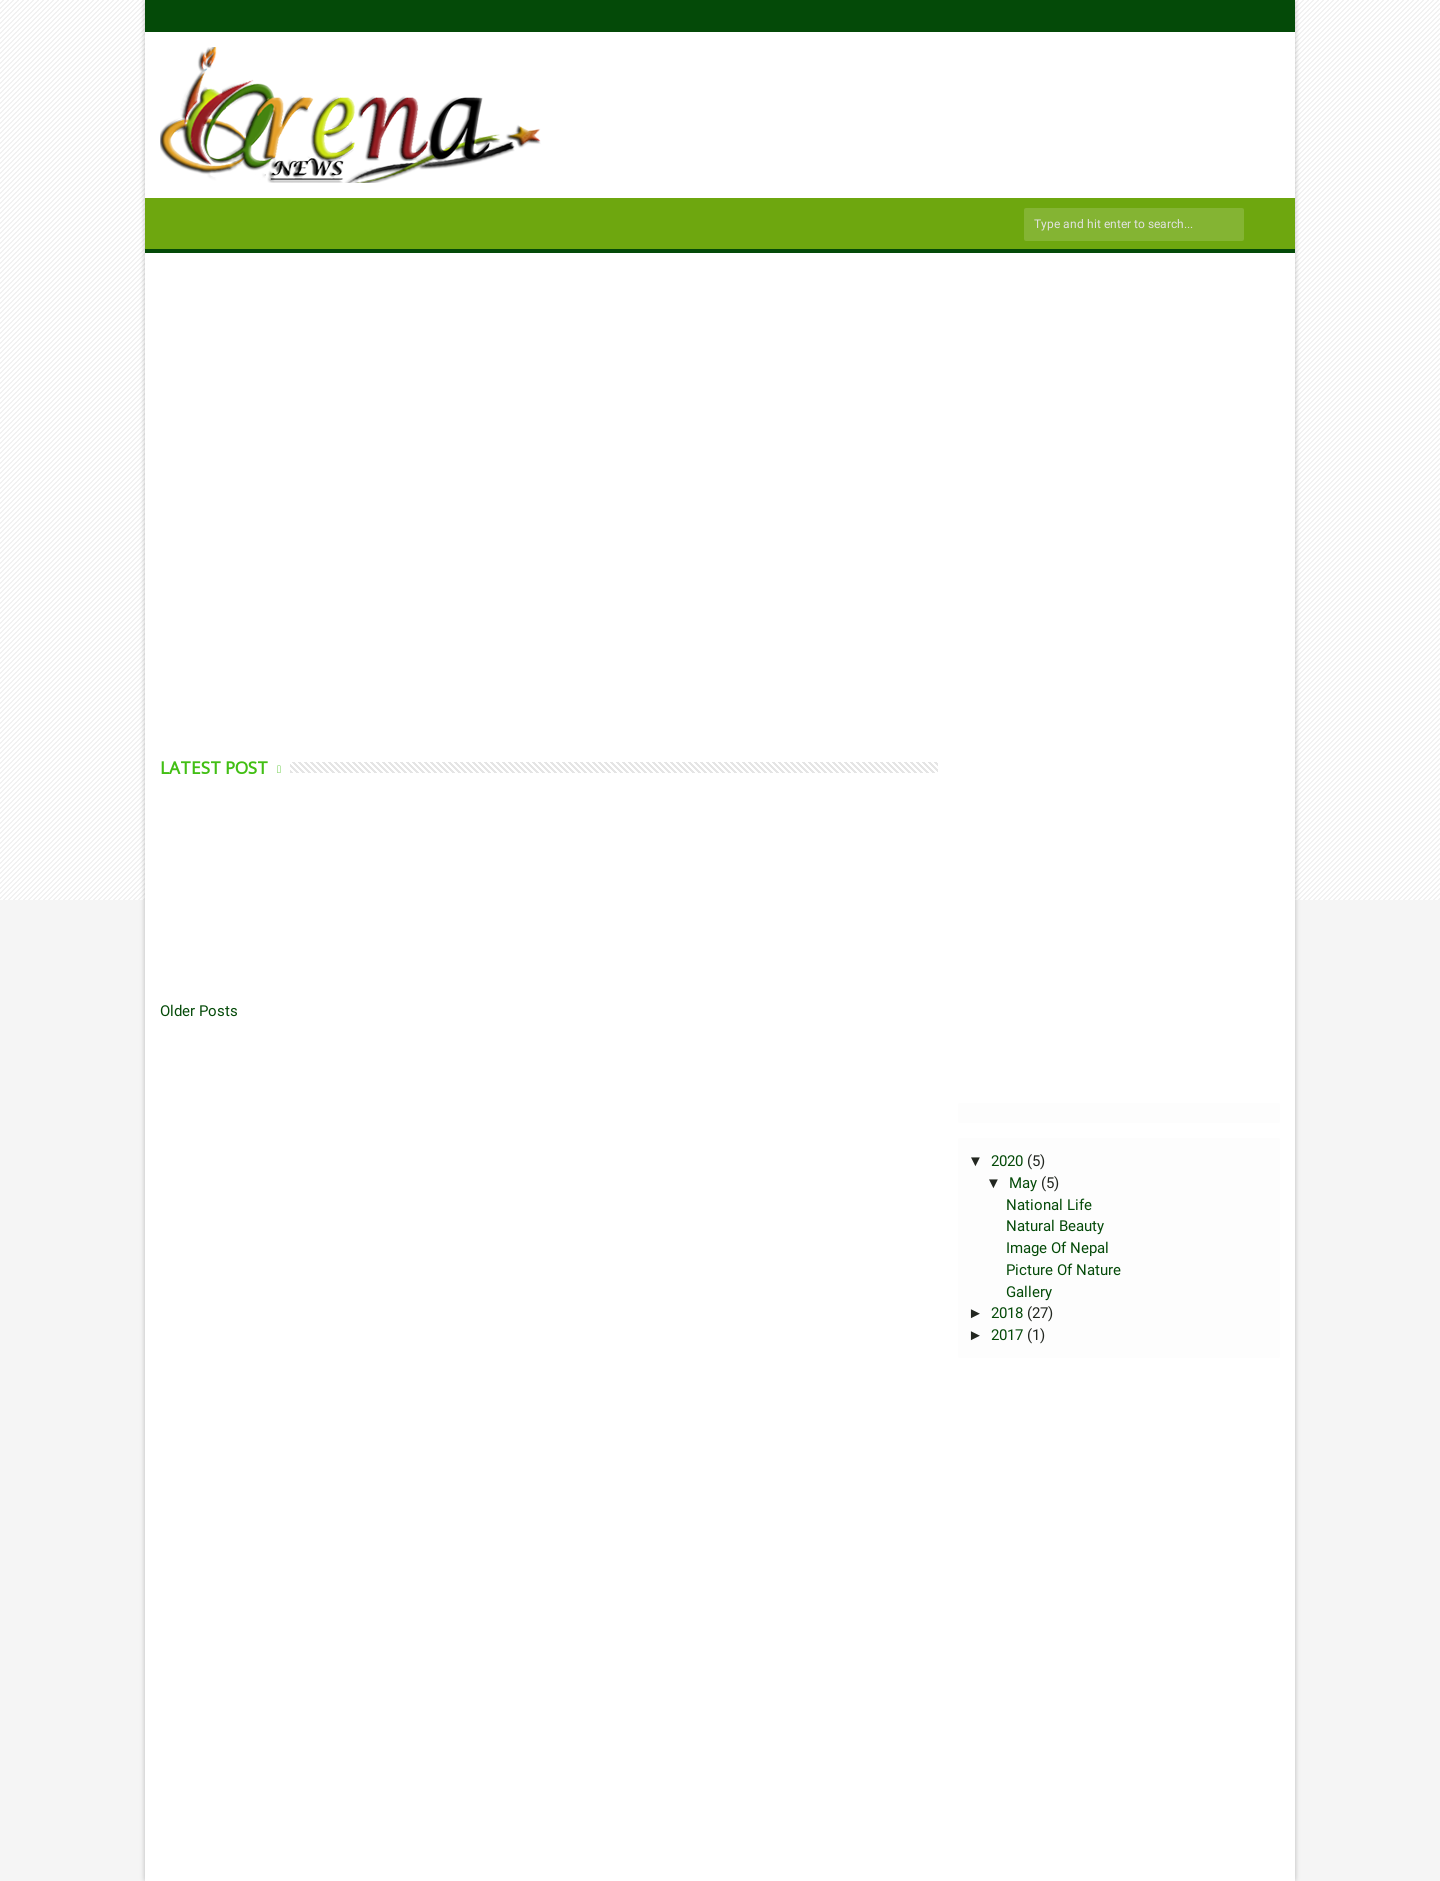 arena
NEWS
Type and hit enter to search...
LATEST POST
Older Posts
▼ 2020 (5)
▼ May (5)
National Life
Natural Beauty
Image Of Nepal
Picture Of Nature
Gallery
► 2018 (27)
► 2017 (1)